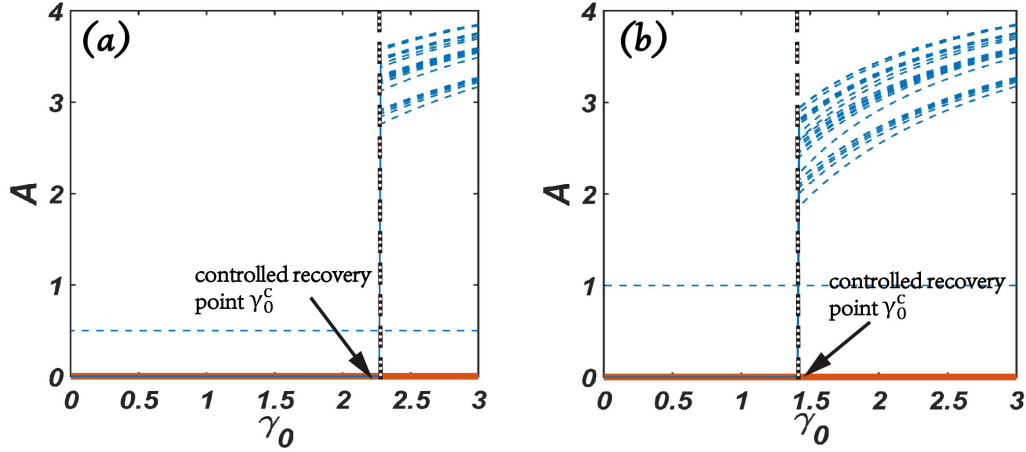 (a)
4
3
2
1
0
A
controlled recovery
point γ₀ᶜ
0 0.5 1 1.5 2 2.5 3
γ₀
(b)
4
3
2
1
0
A
controlled recovery
point γ₀ᶜ
0 0.5 1 1.5 2 2.5 3
γ₀